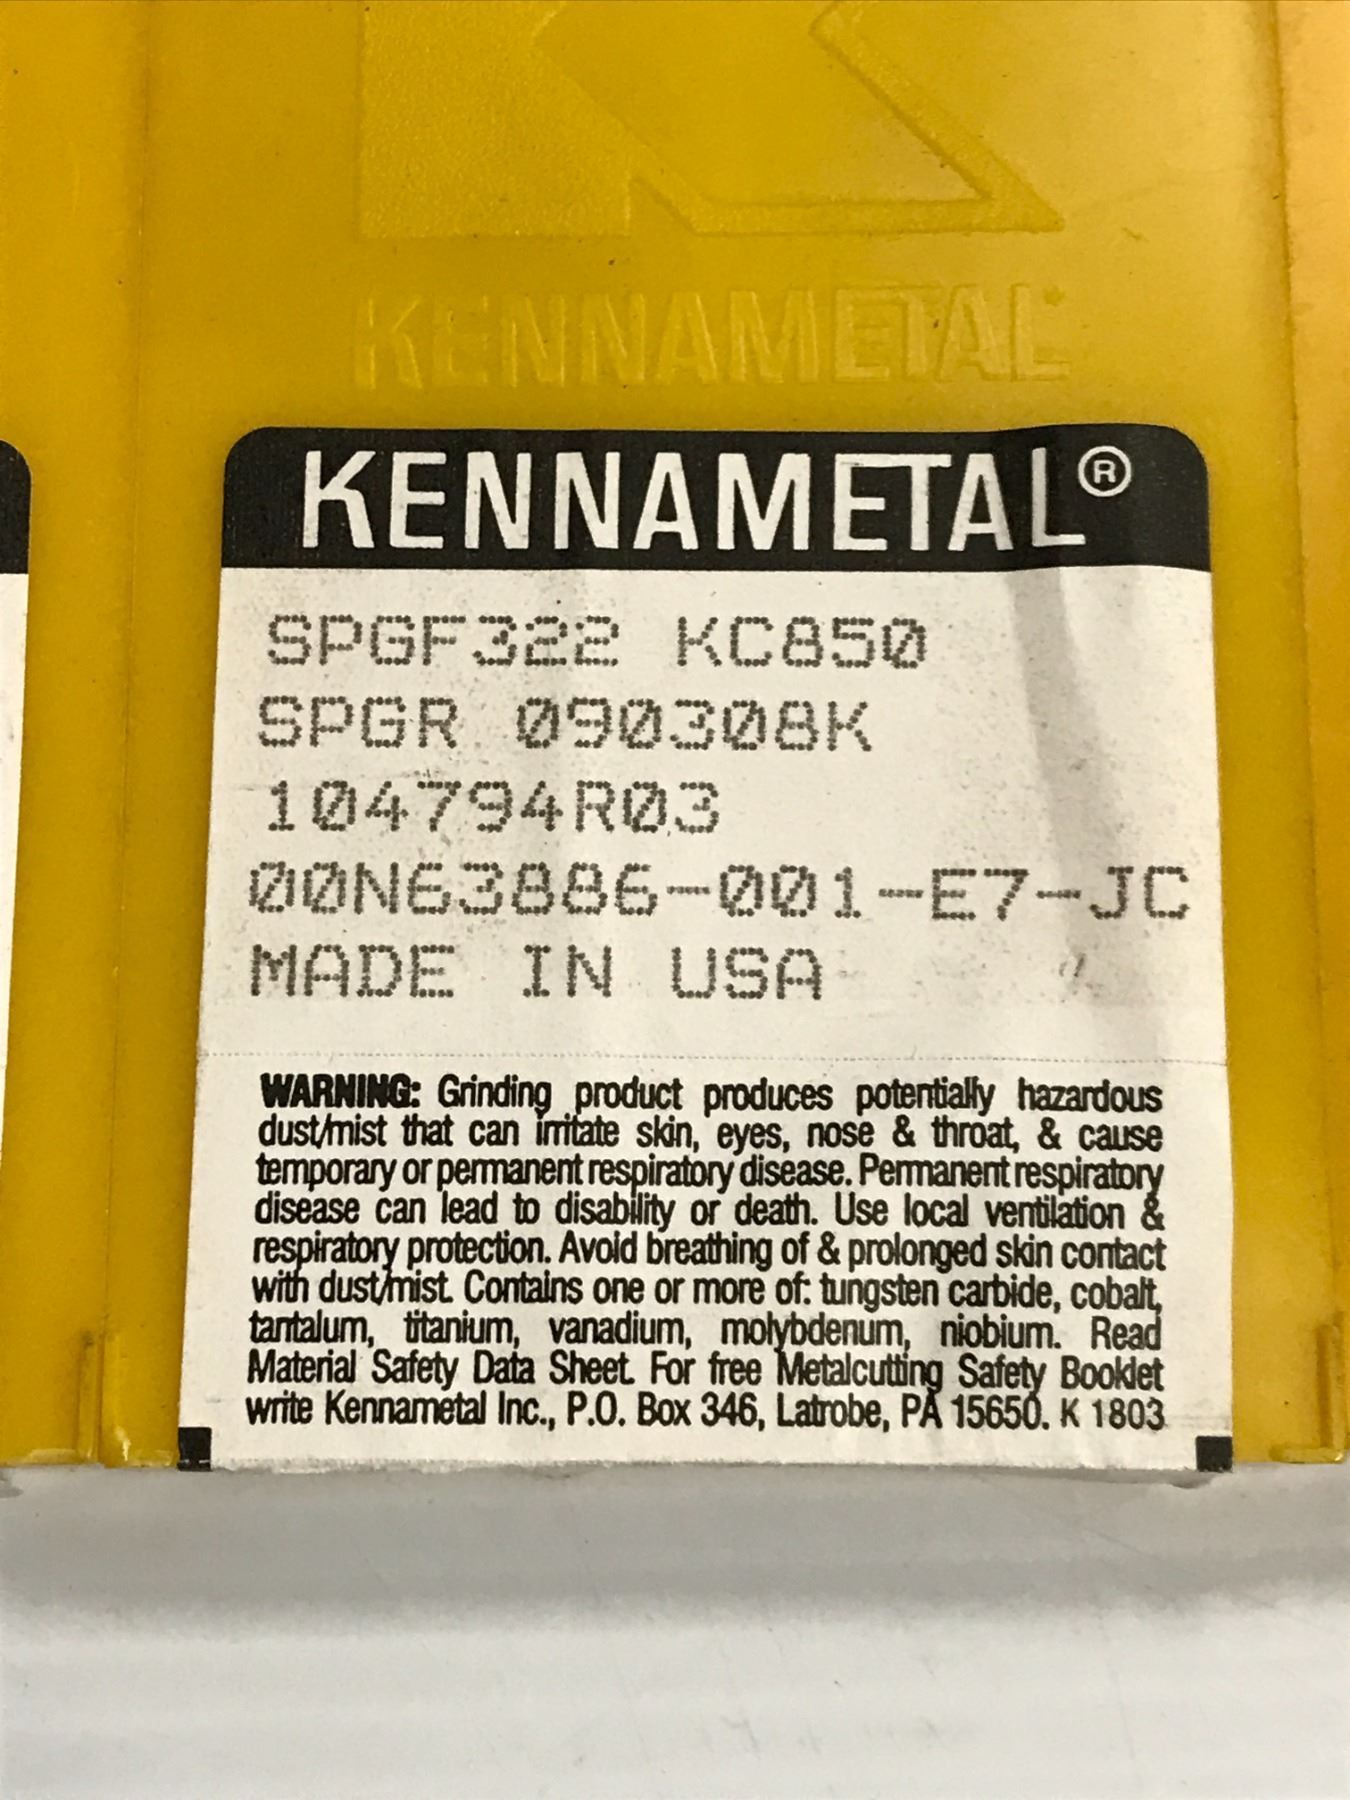 KENNAMETAL
KENNAMETAL®
SPGF322 KC850
SPGR 090308K
104794R03
00N63886-001-E7-JC
MADE IN USA
WARNING: Grinding product produces potentially hazardous
dust/mist that can irritate skin, eyes, nose & throat, & cause
temporary or permanent respiratory disease. Permanent respiratory
disease can lead to disability or death. Use local ventilation &
respiratory protection. Avoid breathing of & prolonged skin contact
with dust/mist. Contains one or more of: tungsten carbide, cobalt,
tantalum, titanium, vanadium, molybdenum, niobium. Read
Material Safety Data Sheet. For free Metalcutting Safety Booklet
write Kennametal Inc., P.O. Box 346, Latrobe, PA 15650. K 1803